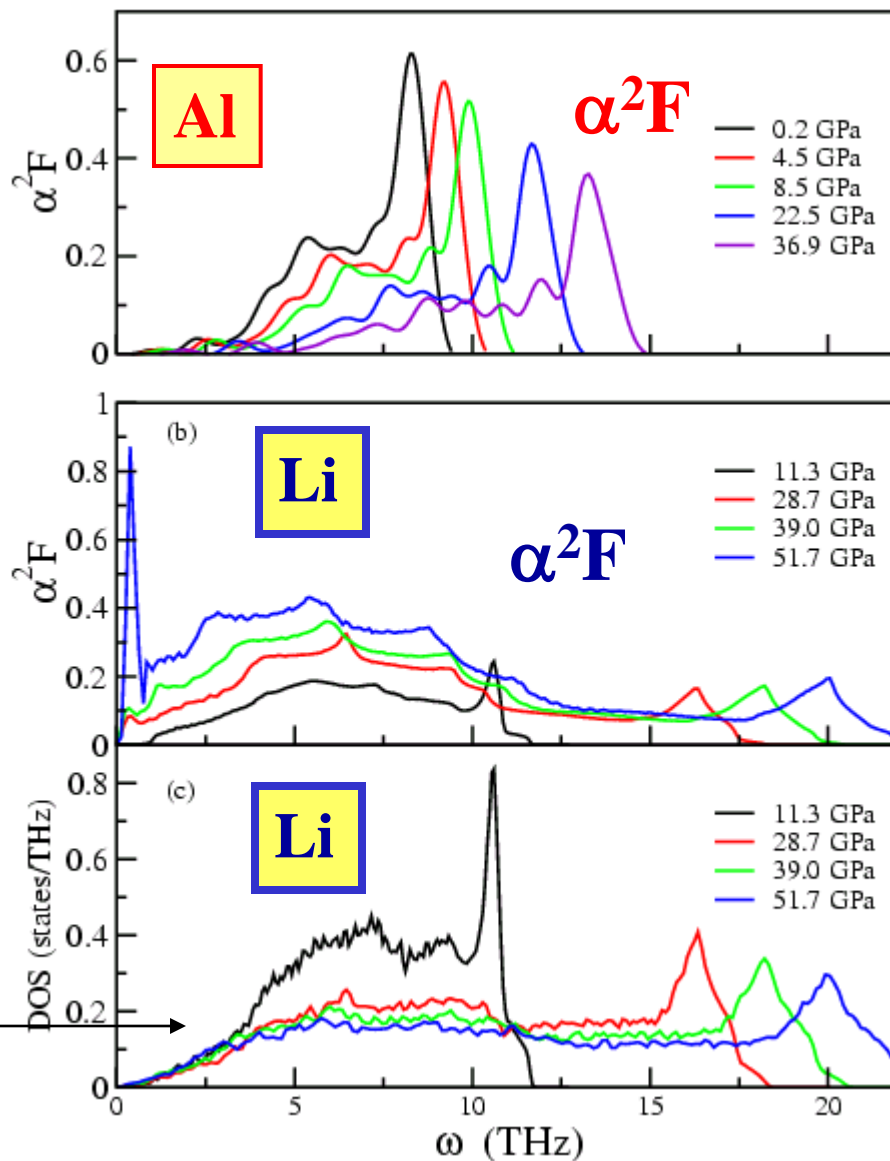 Al
α²F
0.6
0.4
0.2
0
α²F
0.2 GPa
4.5 GPa
8.5 GPa
22.5 GPa
36.9 GPa
(b)
Li
α²F
1
0.8
0.6
0.4
0.2
0
α²F
11.3 GPa
28.7 GPa
39.0 GPa
51.7 GPa
(c)
Li
0.8
0.6
0.4
0.2
0
DOS (states/THz)
11.3 GPa
28.7 GPa
39.0 GPa
51.7 GPa
0 5 10 15 20
ω (THz)